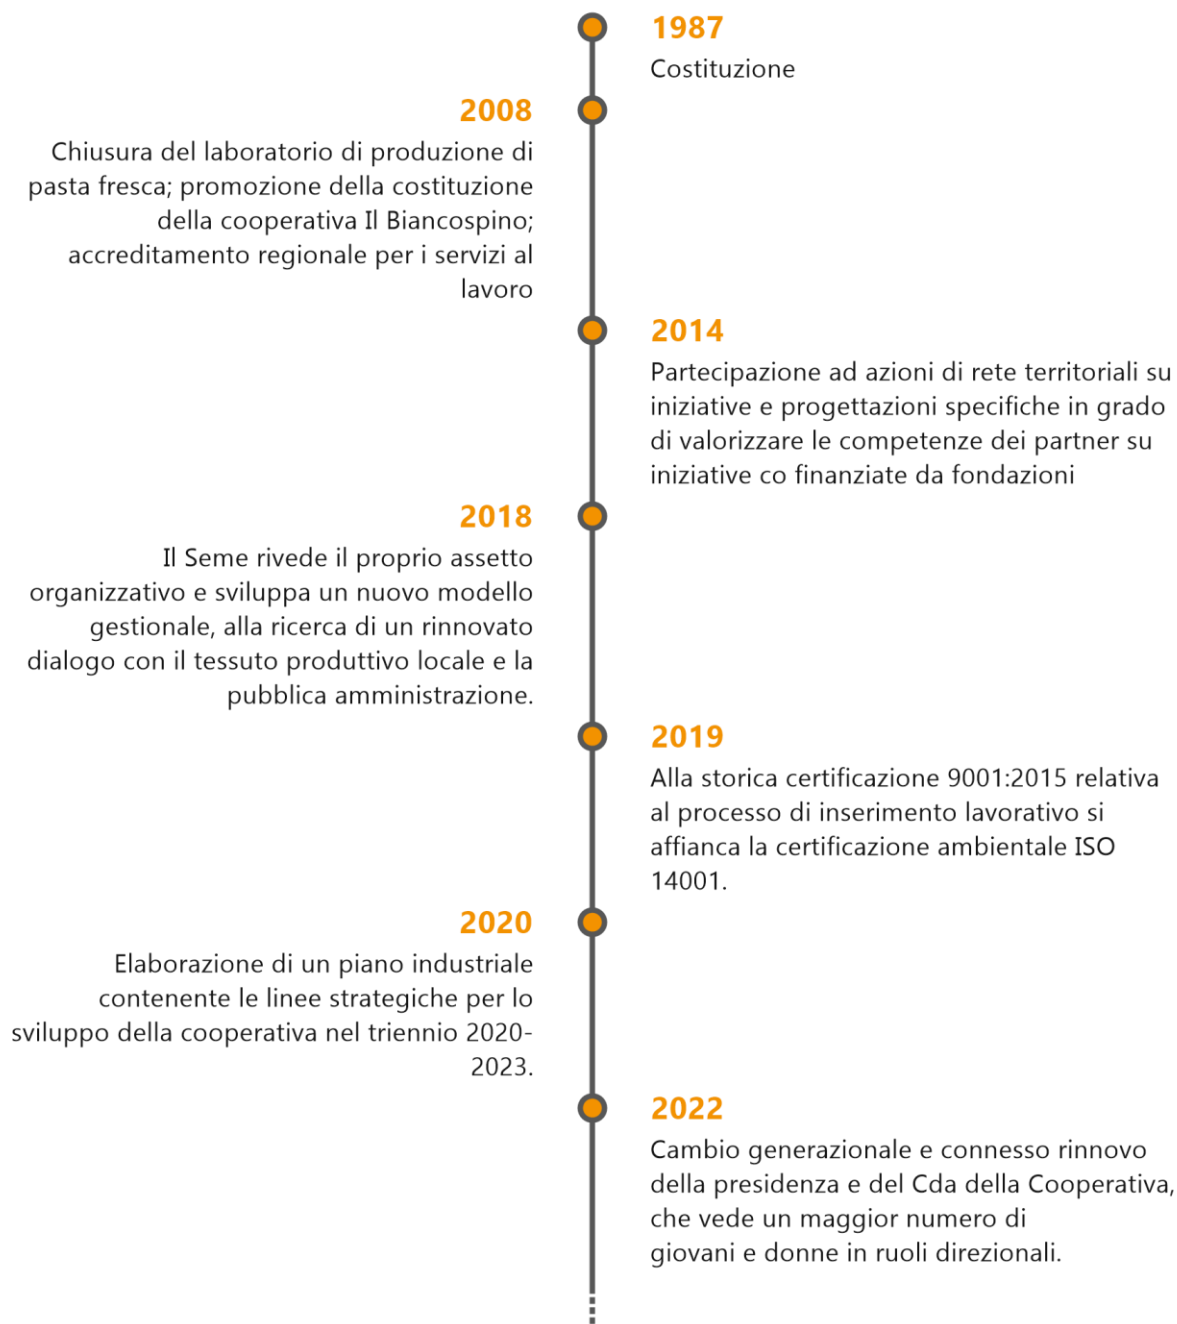 1987
Costituzione
2008
Chiusura del laboratorio di produzione di
pasta fresca; promozione della costituzione
della cooperativa Il Biancospino;
accreditamento regionale per i servizi al
lavoro
2014
Partecipazione ad azioni di rete territoriali su
iniziative e progettazioni specifiche in grado
di valorizzare le competenze dei partner su
iniziative co finanziate da fondazioni
2018
Il Seme rivede il proprio assetto
organizzativo e sviluppa un nuovo modello
gestionale, alla ricerca di un rinnovato
dialogo con il tessuto produttivo locale e la
pubblica amministrazione.
2019
Alla storica certificazione 9001:2015 relativa
al processo di inserimento lavorativo si
affianca la certificazione ambientale ISO
14001.
2020
Elaborazione di un piano industriale
contenente le linee strategiche per lo
sviluppo della cooperativa nel triennio 2020-
2023.
2022
Cambio generazionale e connesso rinnovo
della presidenza e del Cda della Cooperativa,
che vede un maggior numero di
giovani e donne in ruoli direzionali.